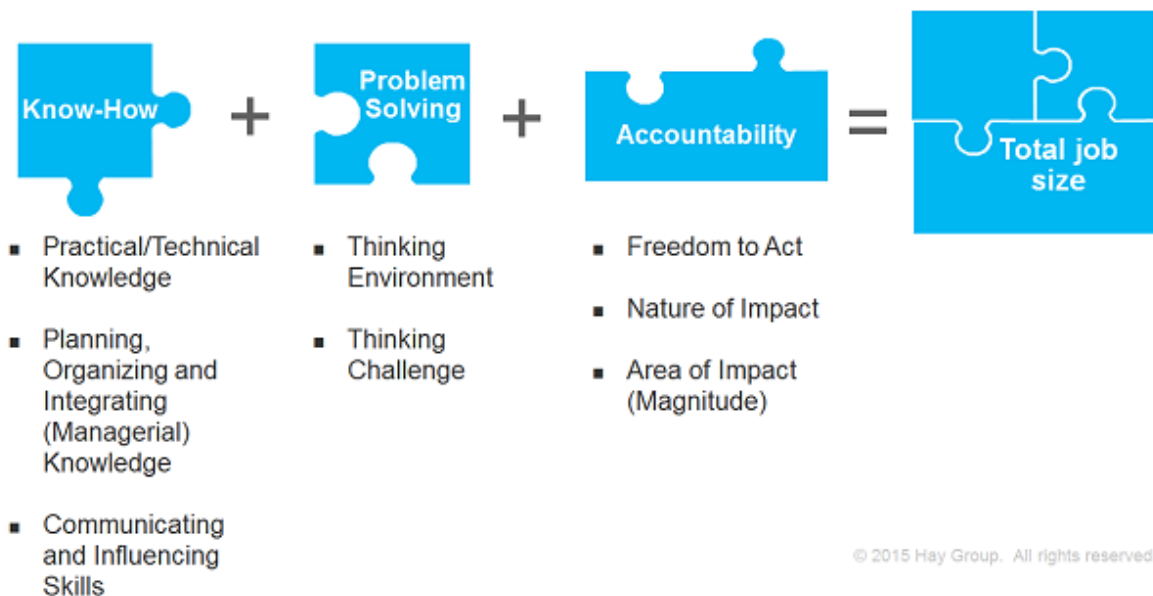 Know-How
+
Problem
Solving
+
Accountability
=
Total job
size
▪ Practical/Technical
Knowledge
▪ Planning,
Organizing and
Integrating
(Managerial)
Knowledge
▪ Communicating
and Influencing
Skills
▪ Thinking
Environment
▪ Thinking
Challenge
▪ Freedom to Act
▪ Nature of Impact
▪ Area of Impact
(Magnitude)
© 2015 Hay Group. All rights reserved